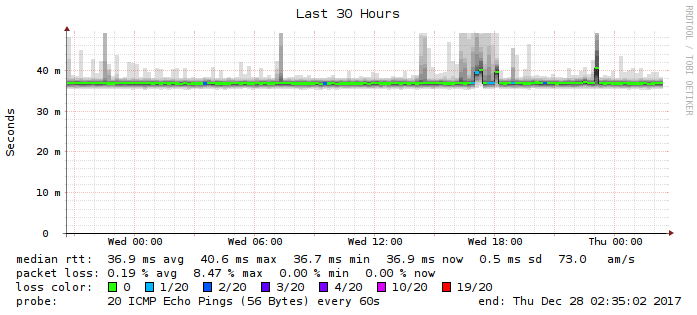 Last 30 Hours
RRDTOOL / TOBI OETIKER
Seconds
40 m
30 m
20 m
10 m
0
Wed 00:00 Wed 06:00 Wed 12:00 Wed 18:00 Thu 00:00
median rtt: 36.9 ms avg 40.6 ms max 36.7 ms min 36.9 ms now 0.5 ms sd 73.0 am/s
packet loss: 0.19 % avg 8.47 % max 0.00 % min 0.00 % now
loss color: 0 1/20 2/20 3/20 4/20 10/20 19/20
probe: 20 ICMP Echo Pings (56 Bytes) every 60s end: Thu Dec 28 02:35:02 2017